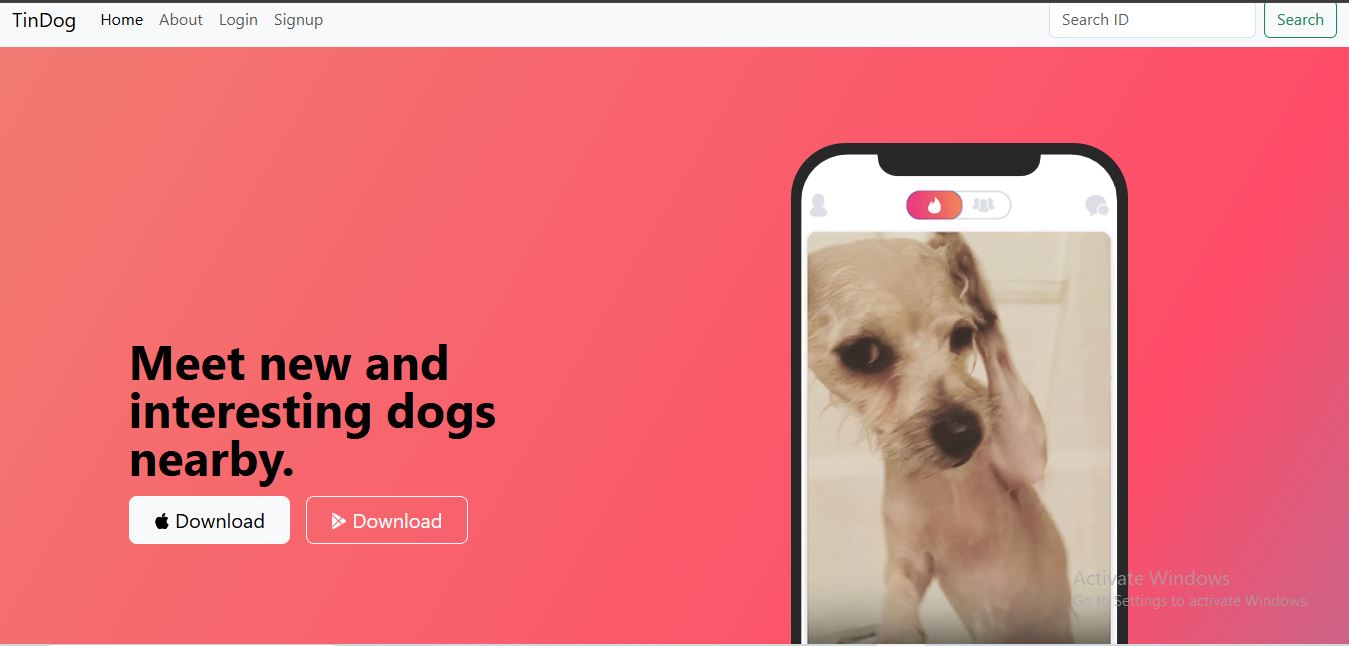 TinDog Home About Login Signup Search ID Search
Meet new and
interesting dogs
nearby.
Download Download
Activate Windows
Go to Settings to activate Windows.